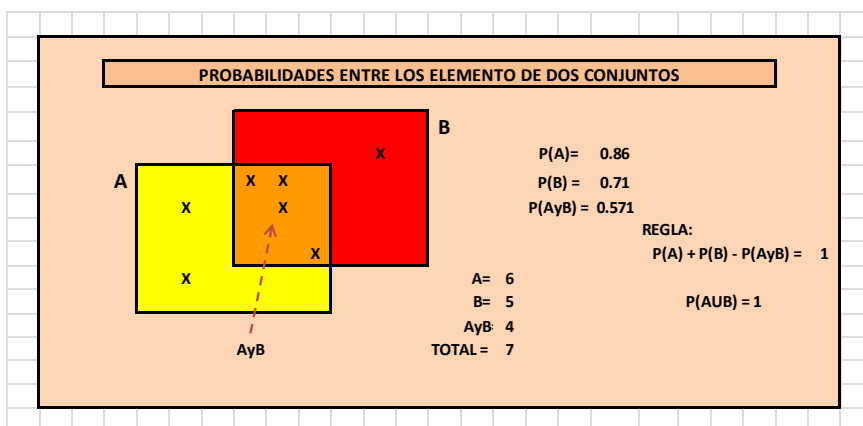 PROBABILIDADES ENTRE LOS ELEMENTO DE DOS CONJUNTOS
B
X
P(A)= 0.86
A
X X
P(B) = 0.71
X X
P(AyB) = 0.571
REGLA:
X
P(A) + P(B) - P(AyB) = 1
X
A= 6
B= 5
P(AUB) = 1
AyB= 4
AyB
TOTAL = 7